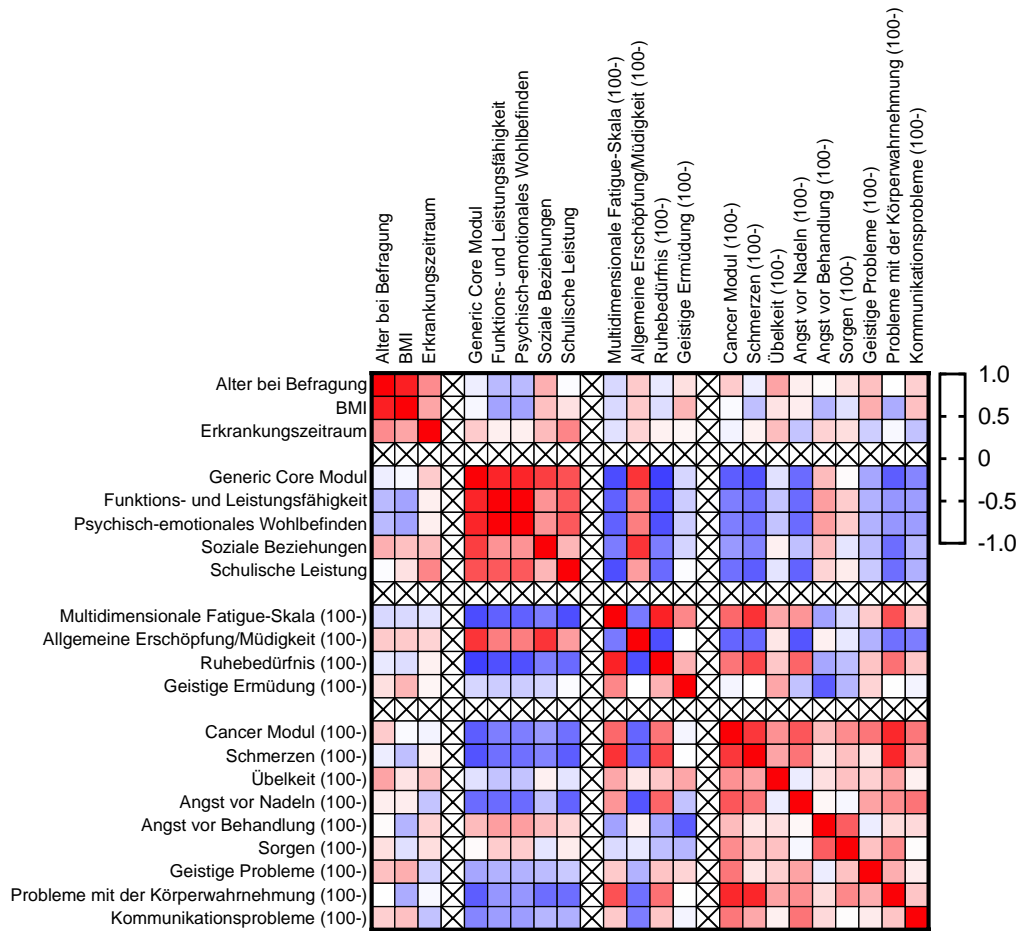 Alter bei Befragung
BMI
Erkrankungszeitraum
Generic Core Modul
Funktions- und Leistungsfähigkeit
Psychisch-emotionales Wohlbefinden
Soziale Beziehungen
Schulische Leistung
Multidimensionale Fatigue-Skala (100-)
Allgemeine Erschöpfung/Müdigkeit (100-)
Ruhebedürfnis (100-)
Geistige Ermüdung (100-)
Cancer Modul (100-)
Schmerzen (100-)
Übelkeit (100-)
Angst vor Nadeln (100-)
Angst vor Behandlung (100-)
Sorgen (100-)
Geistige Probleme (100-)
Probleme mit der Körperwahrnehmung (100-)
Kommunikationsprobleme (100-)
Alter bei Befragung
BMI
Erkrankungszeitraum
Generic Core Modul
Funktions- und Leistungsfähigkeit
Psychisch-emotionales Wohlbefinden
Soziale Beziehungen
Schulische Leistung
Multidimensionale Fatigue-Skala (100-)
Allgemeine Erschöpfung/Müdigkeit (100-)
Ruhebedürfnis (100-)
Geistige Ermüdung (100-)
Cancer Modul (100-)
Schmerzen (100-)
Übelkeit (100-)
Angst vor Nadeln (100-)
Angst vor Behandlung (100-)
Sorgen (100-)
Geistige Probleme (100-)
Probleme mit der Körperwahrnehmung (100-)
Kommunikationsprobleme (100-)
1.0
0.5
0
-0.5
-1.0